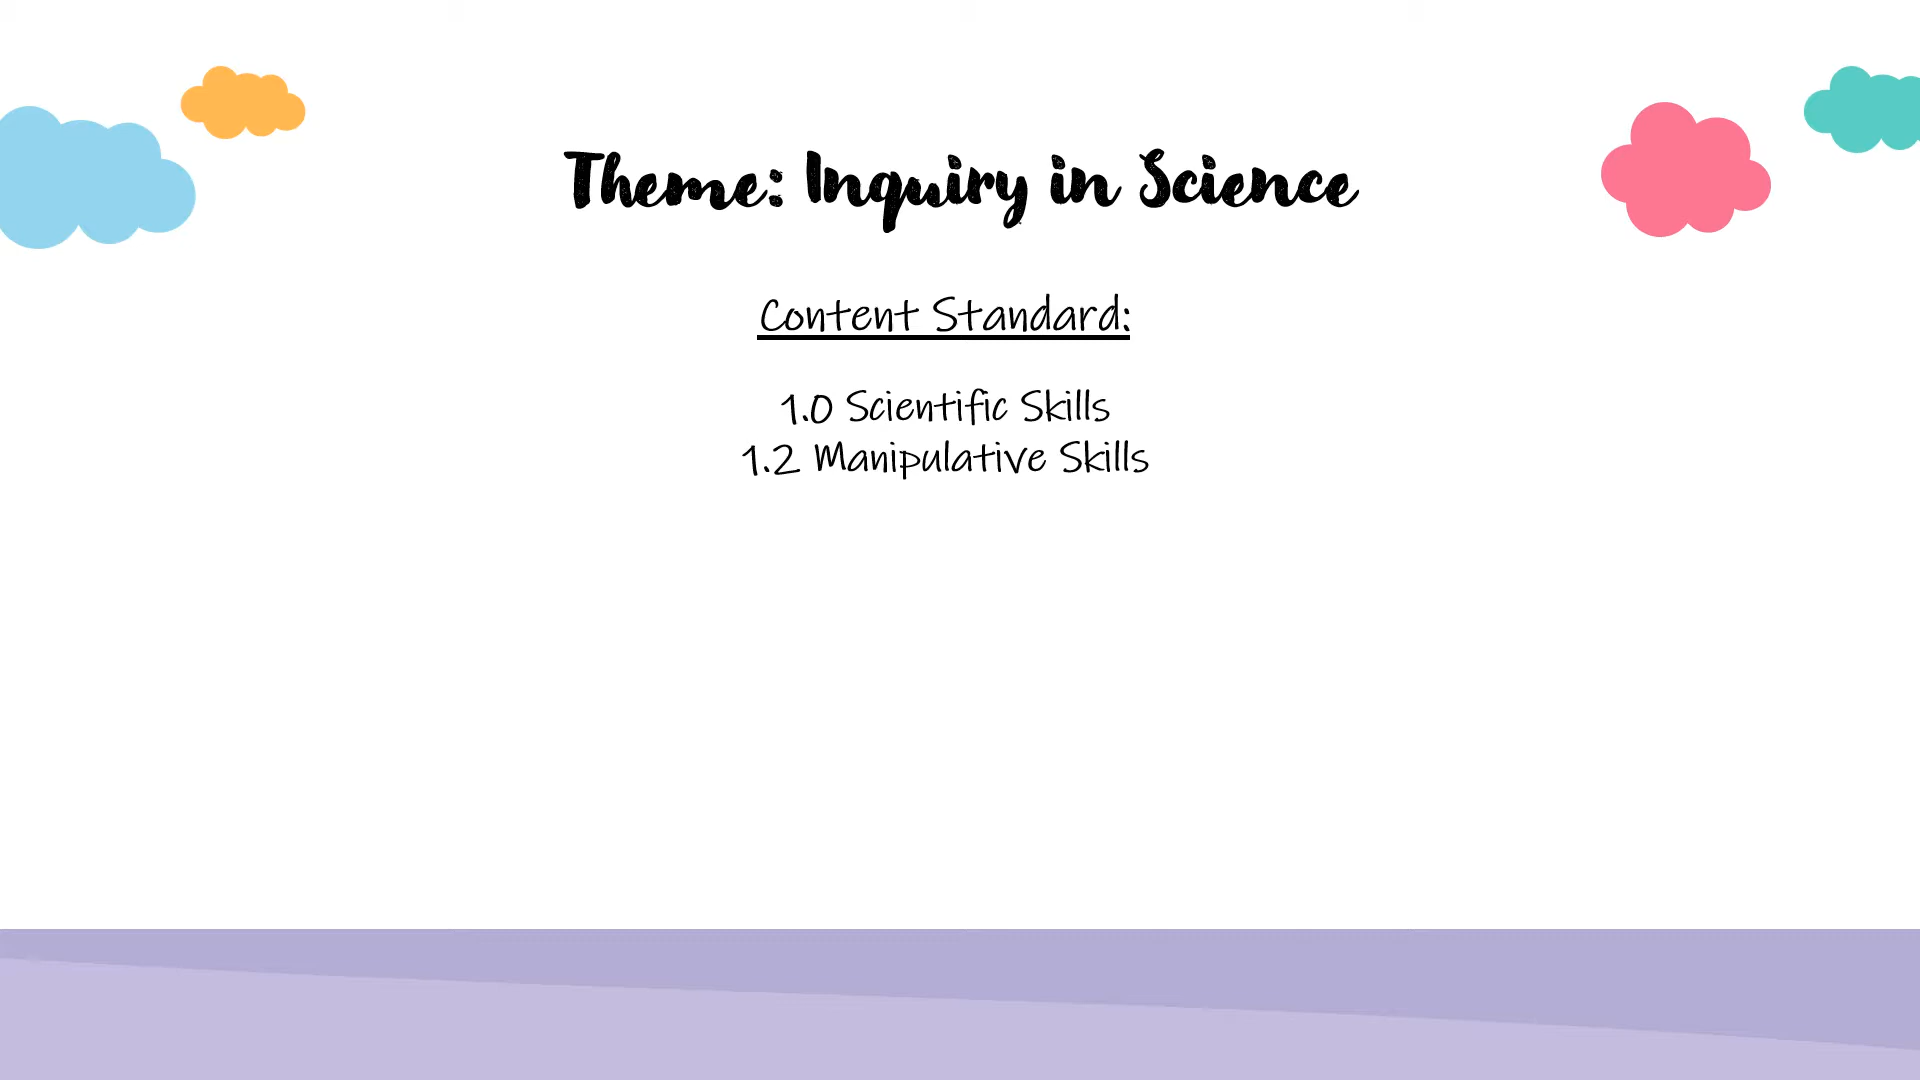 Theme: Inquiry in Science
Content Standard:
1.0 Scientific Skills
1.2 Manipulative Skills